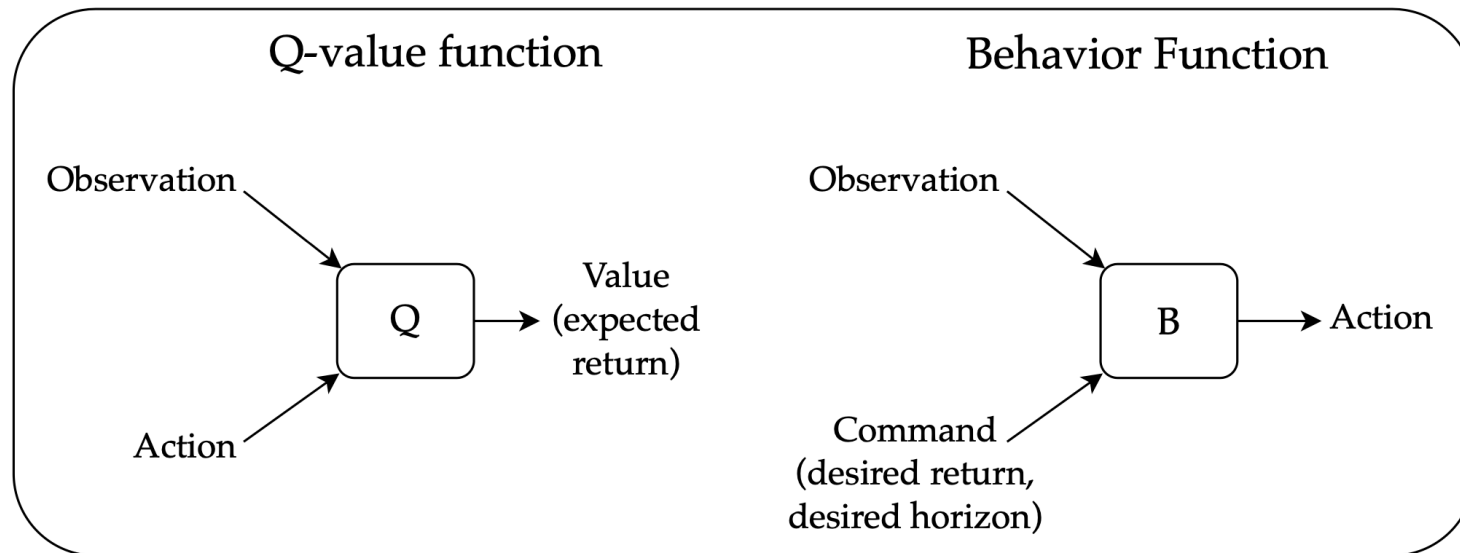 Q-value function
Observation
Q
Value
(expected
return)
Action
Behavior Function
Observation
B
Action
Command
(desired return,
desired horizon)